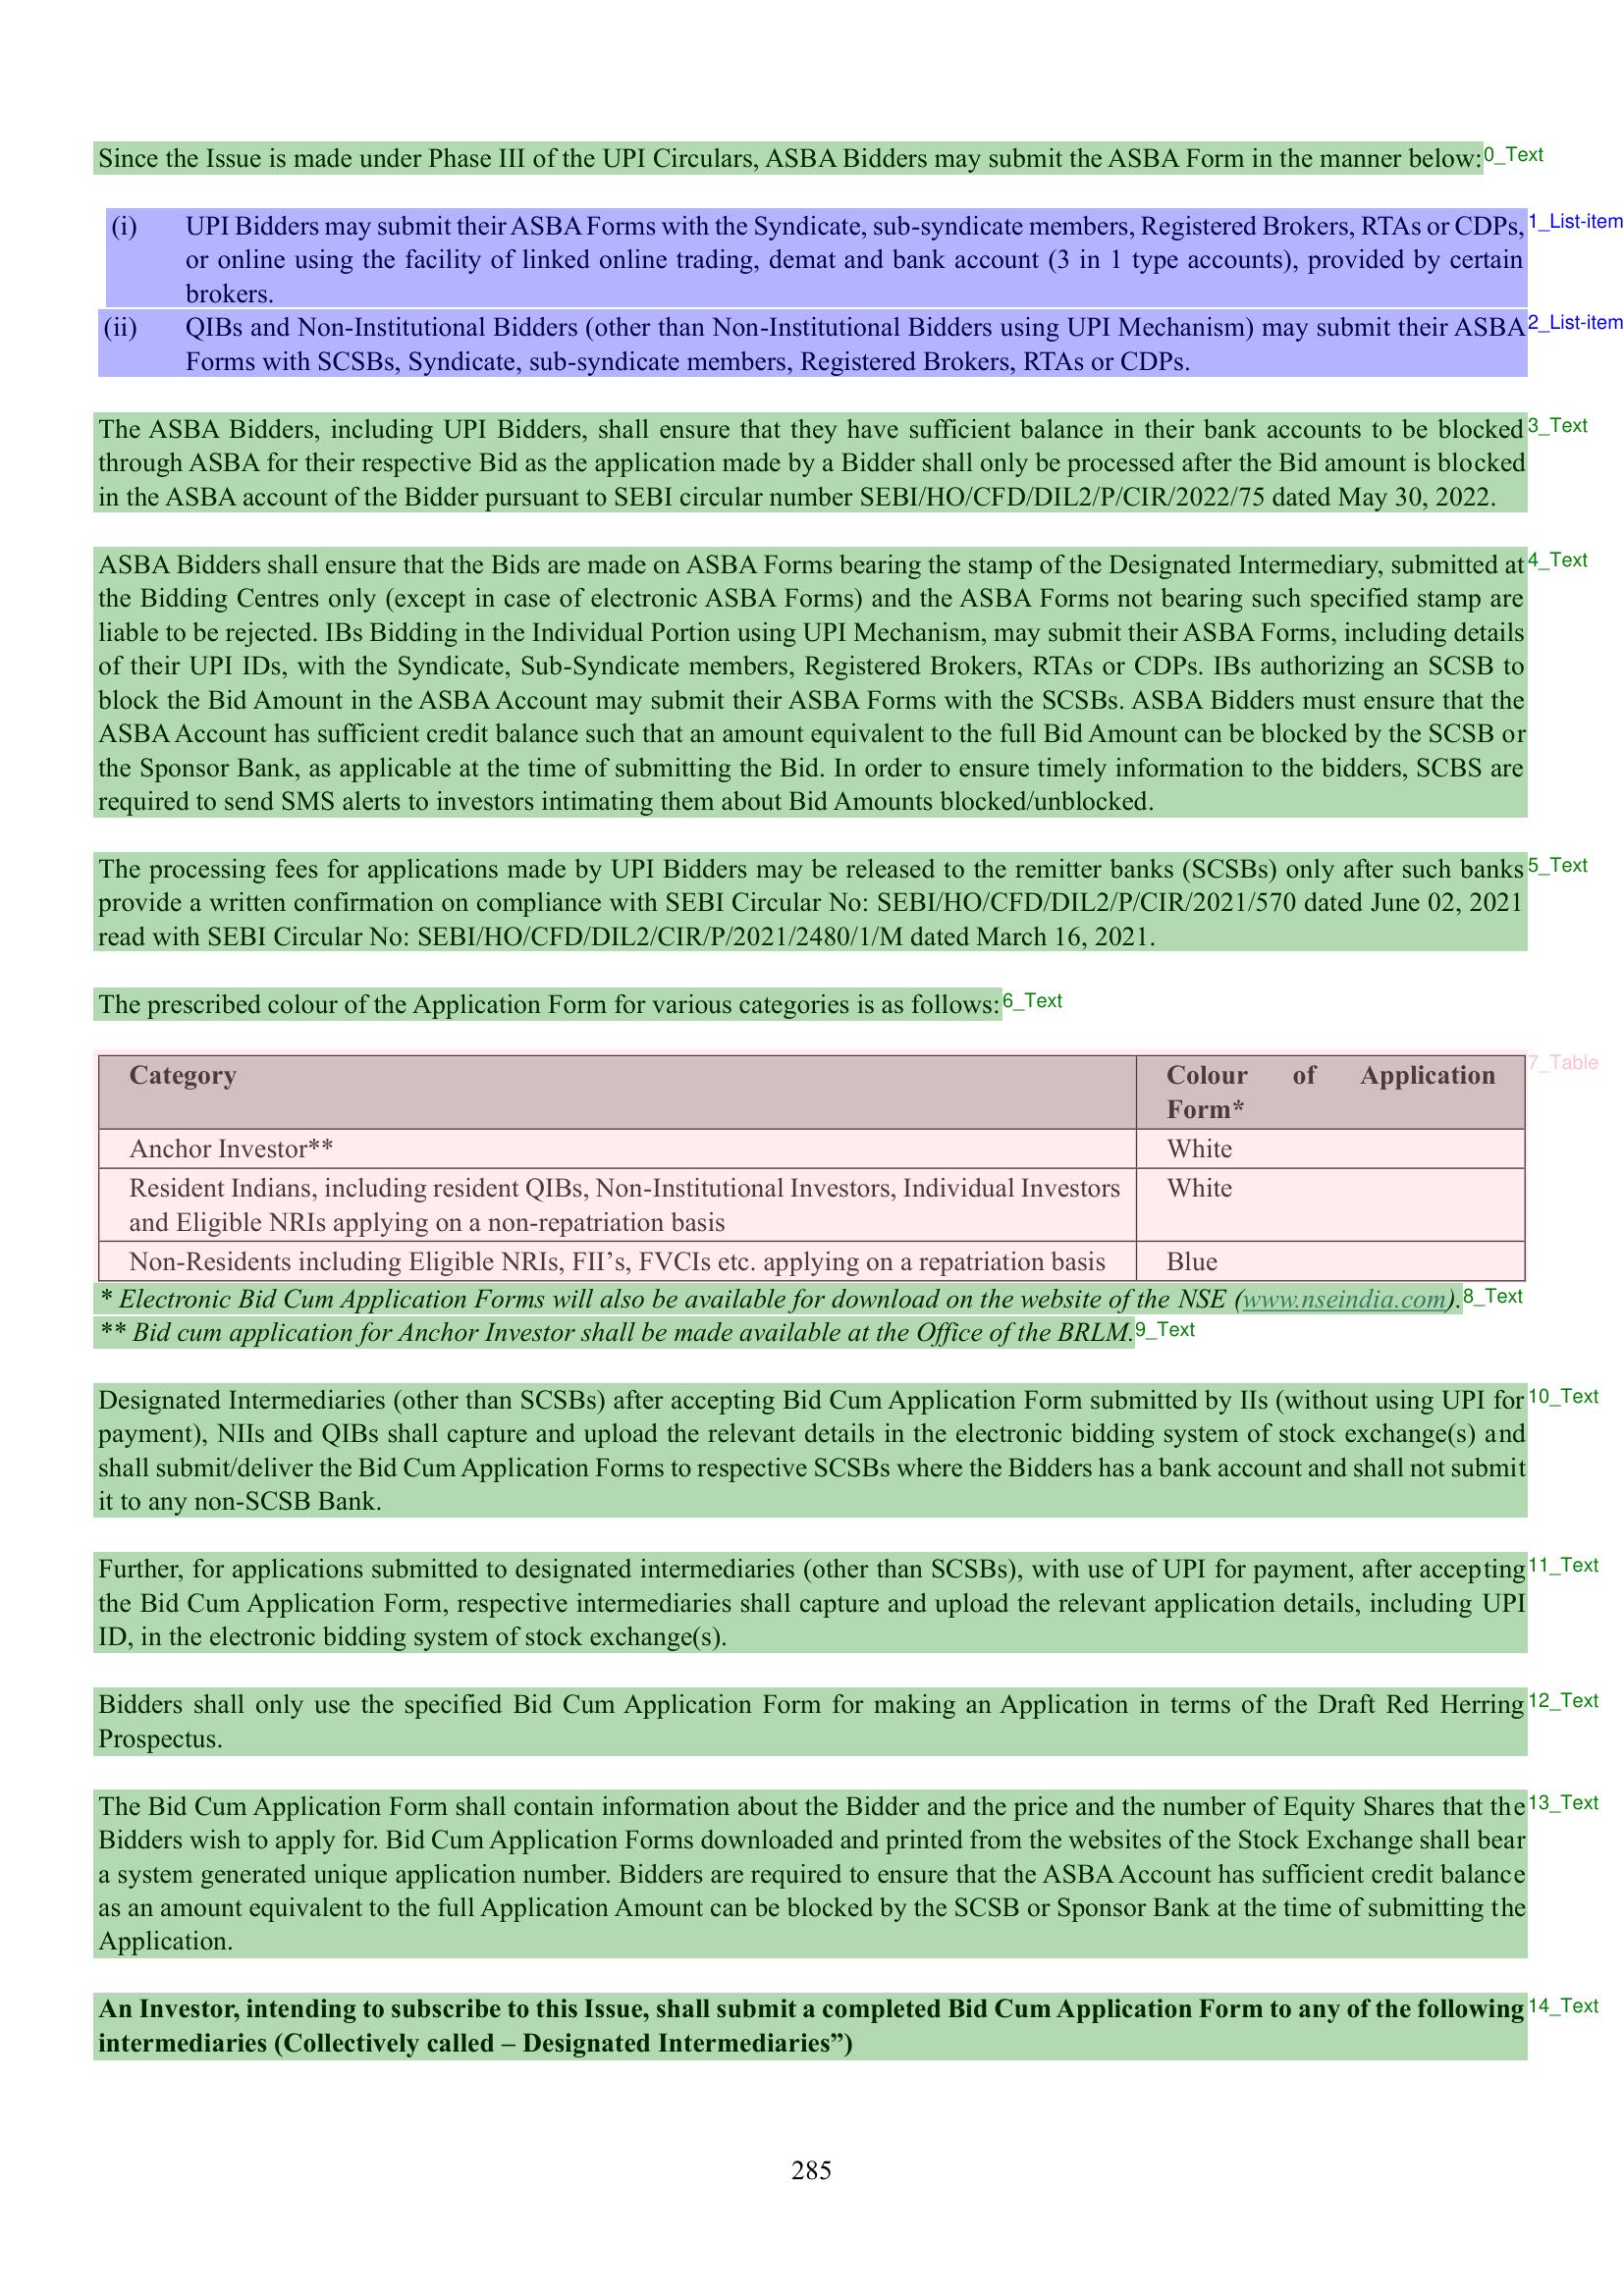 Since the Issue is made under Phase III of the UPI Circulars, ASBA Bidders may submit the ASBA Form in the manner below:
0_Text
(i) UPI Bidders may submit their ASBA Forms with the Syndicate, sub-syndicate members, Registered Brokers, RTAs or CDPs,
1_List-item
or online using the facility of linked online trading, demat and bank account (3 in 1 type accounts), provided by certain
brokers.
(ii) QIBs and Non-Institutional Bidders (other than Non-Institutional Bidders using UPI Mechanism) may submit their ASBA
2_List-item
Forms with SCSBs, Syndicate, sub-syndicate members, Registered Brokers, RTAs or CDPs.
The ASBA Bidders, including UPI Bidders, shall ensure that they have sufficient balance in their bank accounts to be blocked
3_Text
through ASBA for their respective Bid as the application made by a Bidder shall only be processed after the Bid amount is blocked
in the ASBA account of the Bidder pursuant to SEBI circular number SEBI/HO/CFD/DIL2/P/CIR/2022/75 dated May 30, 2022.
ASBA Bidders shall ensure that the Bids are made on ASBA Forms bearing the stamp of the Designated Intermediary, submitted at
4_Text
the Bidding Centres only (except in case of electronic ASBA Forms) and the ASBA Forms not bearing such specified stamp are
liable to be rejected. IBs Bidding in the Individual Portion using UPI Mechanism, may submit their ASBA Forms, including details
of their UPI IDs, with the Syndicate, Sub-Syndicate members, Registered Brokers, RTAs or CDPs. IBs authorizing an SCSB to
block the Bid Amount in the ASBA Account may submit their ASBA Forms with the SCSBs. ASBA Bidders must ensure that the
ASBA Account has sufficient credit balance such that an amount equivalent to the full Bid Amount can be blocked by the SCSB or
the Sponsor Bank, as applicable at the time of submitting the Bid. In order to ensure timely information to the bidders, SCBS are
required to send SMS alerts to investors intimating them about Bid Amounts blocked/unblocked.
The processing fees for applications made by UPI Bidders may be released to the remitter banks (SCSBs) only after such banks
5_Text
provide a written confirmation on compliance with SEBI Circular No: SEBI/HO/CFD/DIL2/P/CIR/2021/570 dated June 02, 2021
read with SEBI Circular No: SEBI/HO/CFD/DIL2/CIR/P/2021/2480/1/M dated March 16, 2021.
The prescribed colour of the Application Form for various categories is as follows:
6_Text
7_Table
Category
Colour of Application
Form*
Anchor Investor** White
Resident Indians, including resident QIBs, Non-Institutional Investors, Individual Investors White
and Eligible NRIs applying on a non-repatriation basis
Non-Residents including Eligible NRIs, FII’s, FVCIs etc. applying on a repatriation basis Blue
* Electronic Bid Cum Application Forms will also be available for download on the website of the NSE (www.nseindia.com).
8_Text
** Bid cum application for Anchor Investor shall be made available at the Office of the BRLM.
9_Text
Designated Intermediaries (other than SCSBs) after accepting Bid Cum Application Form submitted by IIs (without using UPI for
10_Text
payment), NIIs and QIBs shall capture and upload the relevant details in the electronic bidding system of stock exchange(s) and
shall submit/deliver the Bid Cum Application Forms to respective SCSBs where the Bidders has a bank account and shall not submit
it to any non-SCSB Bank.
Further, for applications submitted to designated intermediaries (other than SCSBs), with use of UPI for payment, after accepting
11_Text
the Bid Cum Application Form, respective intermediaries shall capture and upload the relevant application details, including UPI
ID, in the electronic bidding system of stock exchange(s).
Bidders shall only use the specified Bid Cum Application Form for making an Application in terms of the Draft Red Herring
12_Text
Prospectus.
The Bid Cum Application Form shall contain information about the Bidder and the price and the number of Equity Shares that the
13_Text
Bidders wish to apply for. Bid Cum Application Forms downloaded and printed from the websites of the Stock Exchange shall bear
a system generated unique application number. Bidders are required to ensure that the ASBA Account has sufficient credit balance
as an amount equivalent to the full Application Amount can be blocked by the SCSB or Sponsor Bank at the time of submitting the
Application.
An Investor, intending to subscribe to this Issue, shall submit a completed Bid Cum Application Form to any of the following
14_Text
intermediaries (Collectively called – Designated Intermediaries”)
285